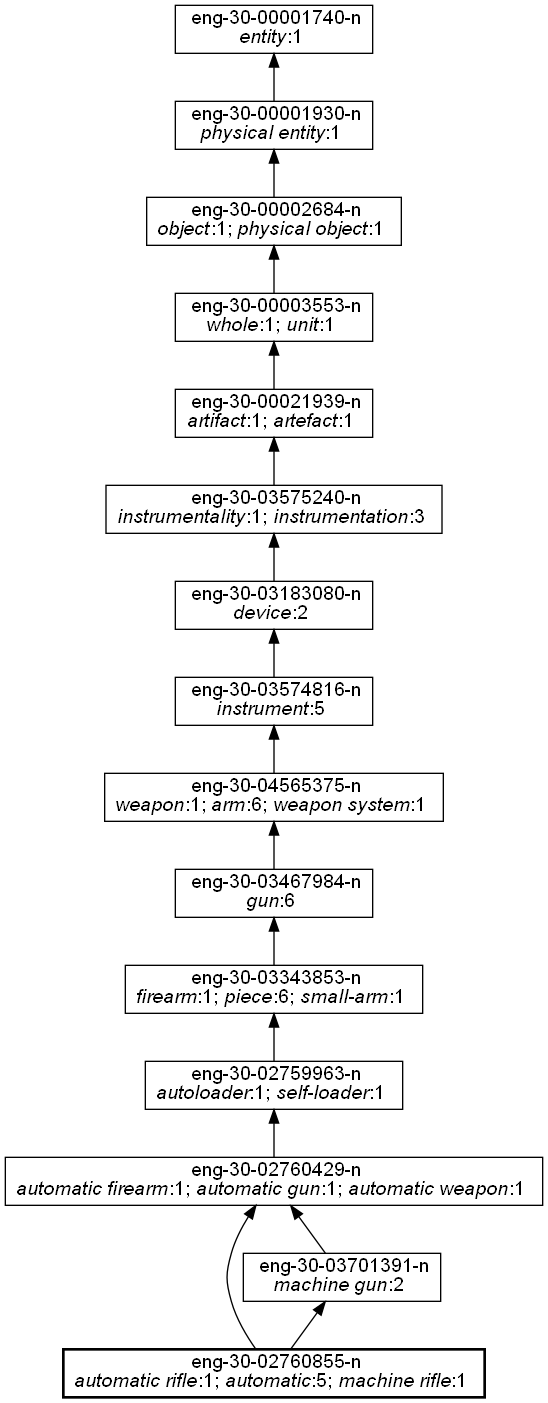 eng-30-00001740-n
entity:1
eng-30-00001930-n
physical entity:1
eng-30-00002684-n
object:1; physical object:1
eng-30-00003553-n
whole:1; unit:1
eng-30-00021939-n
artifact:1; artefact:1
eng-30-03575240-n
instrumentality:1; instrumentation:3
eng-30-03183080-n
device:2
eng-30-03574816-n
instrument:5
eng-30-04565375-n
weapon:1; arm:6; weapon system:1
eng-30-03467984-n
gun:6
eng-30-03343853-n
firearm:1; piece:6; small-arm:1
eng-30-02759963-n
autoloader:1; self-loader:1
eng-30-02760429-n
automatic firearm:1; automatic gun:1; automatic weapon:1
eng-30-03701391-n
machine gun:2
eng-30-02760855-n
automatic rifle:1; automatic:5; machine rifle:1